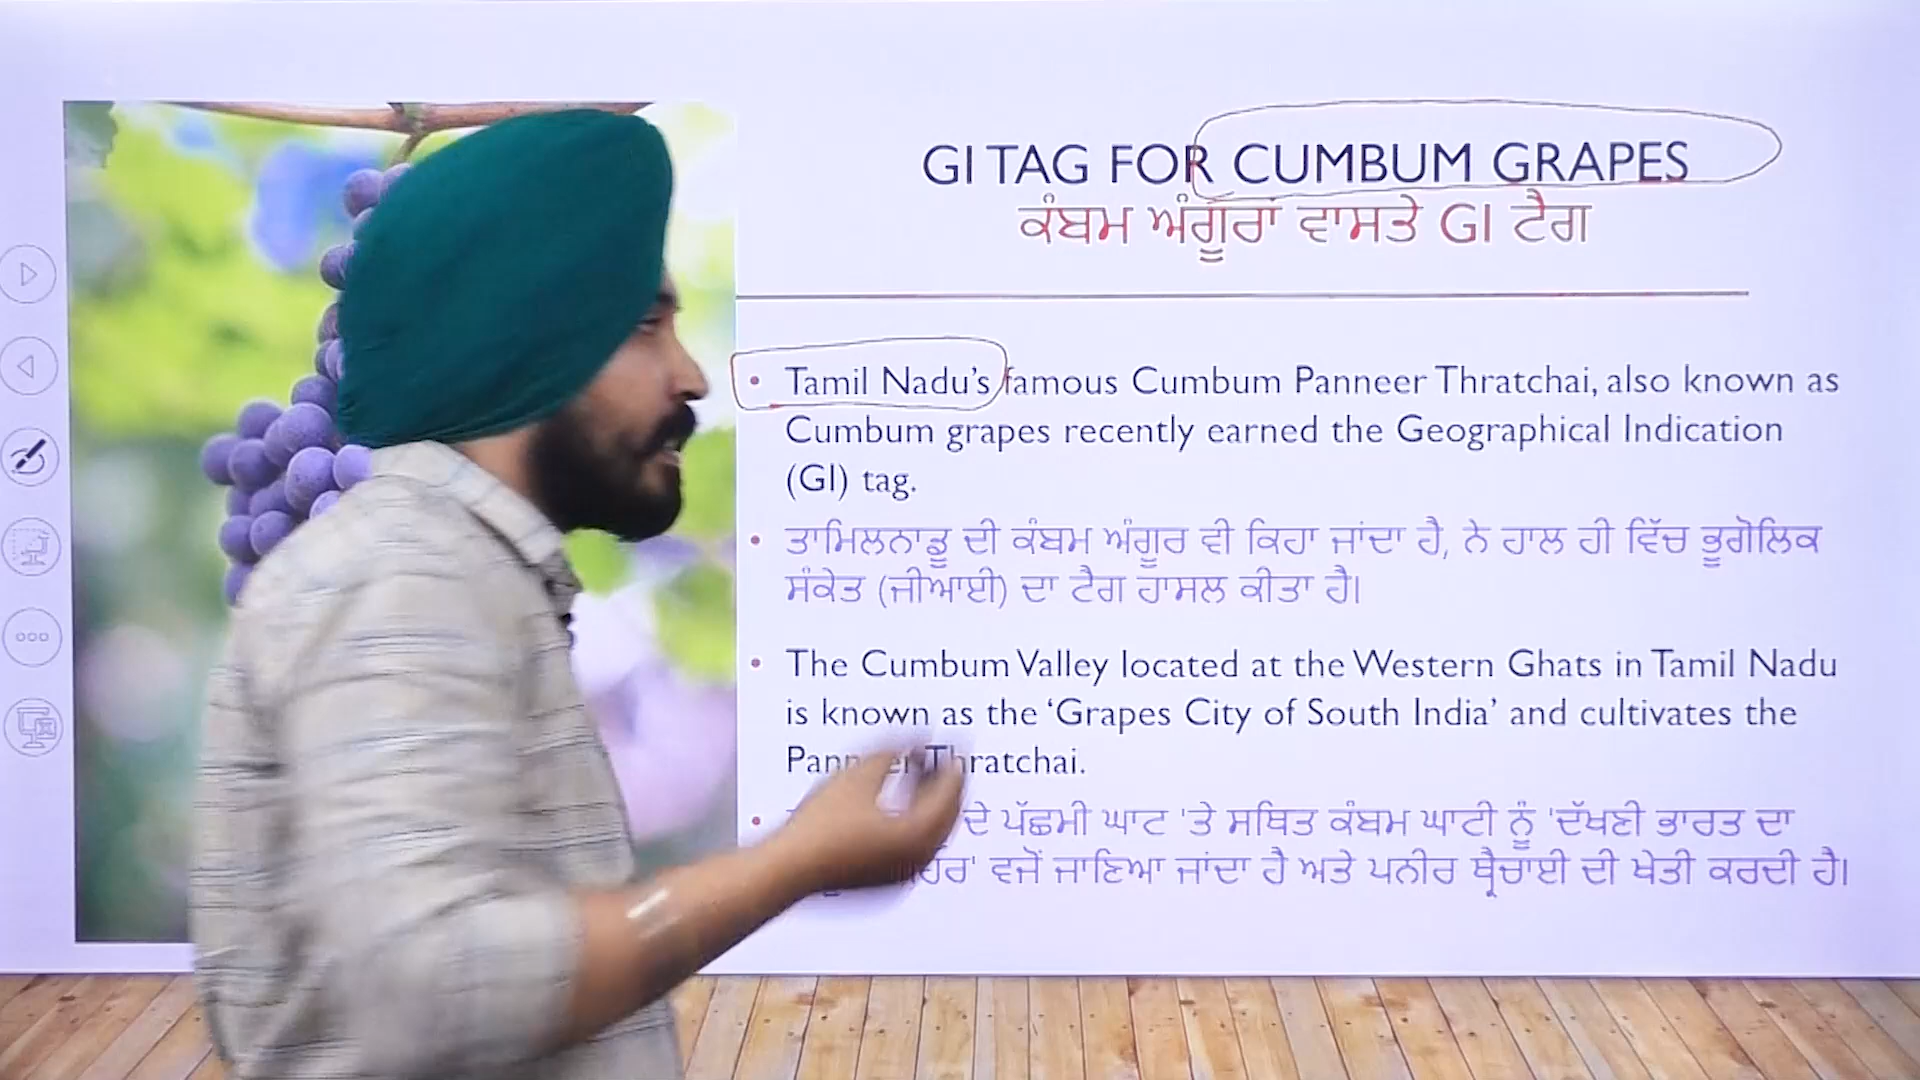 GI TAG FOR CUMBUM GRAPES
ਕੰਬਮ ਅੰਗੂਰਾਂ ਵਾਸਤੇ GI ਟੈਗ
• Tamil Nadu's famous Cumbum Panneer Thratchai, also known as
Cumbum grapes recently earned the Geographical Indication
(GI) tag.
• ਤਾਮਿਲਨਾਡੂ ਦੀ ਕੰਬਮ ਅੰਗੂਰ ਵੀ ਕਿਹਾ ਜਾਂਦਾ ਹੈ, ਨੇ ਹਾਲ ਹੀ ਵਿੱਚ ਭੂਗੋਲਿਕ
ਸੰਕੇਤ (ਜੀਆਈ) ਦਾ ਟੈਗ ਹਾਸਲ ਕੀਤਾ ਹੈ।
• The Cumbum Valley located at the Western Ghats in Tamil Nadu
is known as the ‘Grapes City of South India’ and cultivates the
Panneer Thratchai.
• ਦੇ ਪੱਛਮੀ ਘਾਟ 'ਤੇ ਸਥਿਤ ਕੰਬਮ ਘਾਟੀ ਨੂੰ 'ਦੱਖਣੀ ਭਾਰਤ ਦਾ
ਵਜੋਂ ਜਾਣਿਆ ਜਾਂਦਾ ਹੈ ਅਤੇ ਪਨੀਰ ਥ੍ਰੈਚਾਈ ਦੀ ਖੇਤੀ ਕਰਦੀ ਹੈ।